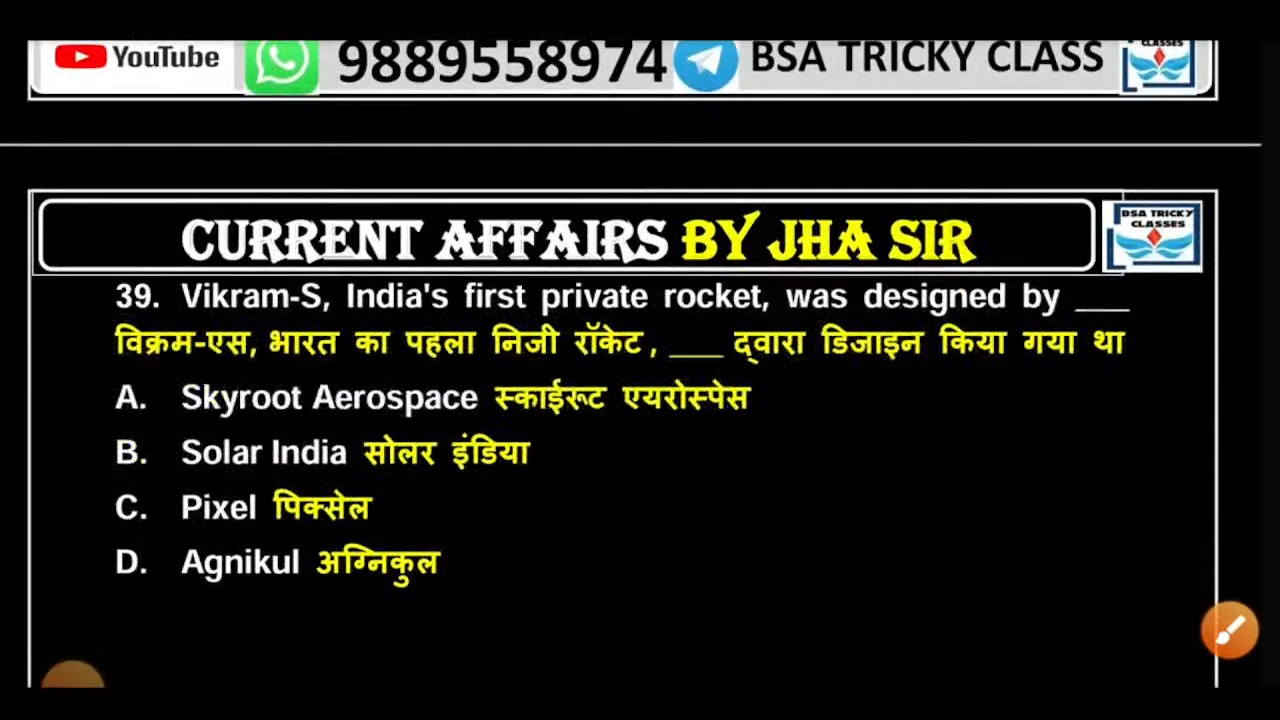 YouTube 9889558974 BSA TRICKY CLASS
CLASSES
CURRENT AFFAIRS BY JHA SIR
BSA TRICKY
CLASSES
39. Vikram-S, India's first private rocket, was designed by ___
विक्रम-एस, भारत का पहला निजी रॉकेट, ___ द्वारा डिजाइन किया गया था
A. Skyroot Aerospace स्काईरूट एयरोस्पेस
B. Solar India सोलर इंडिया
C. Pixel पिक्सेल
D. Agnikul अग्निकुल